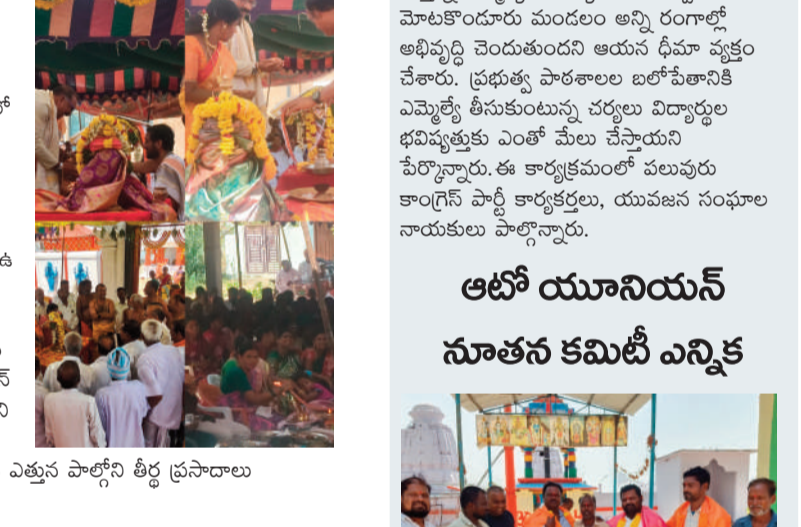 ఎత్తున పాల్గోని తీర్థ ప్రసాదాలు
మోటకొండూరు మండలం అన్ని రంగాల్లో
అభివృద్ధి చెందుతుందని ఆయన ధీమా వ్యక్తం
చేశారు. ప్రభుత్వ పాఠశాలల బలోపేతానికి
ఎమ్మెల్యే తీసుకుంటున్న చర్యలు విద్యార్థుల
భవిష్యత్తుకు ఎంతో మేలు చేస్తాయని
పేర్కొన్నారు.ఈ కార్యక్రమంలో పలువురు
కాంగ్రెస్ పార్టీ కార్యకర్తలు, యువజన సంఘాల
నాయకులు పాల్గొన్నారు.
ఆటో యూనియన్
నూతన కమిటీ ఎన్నిక